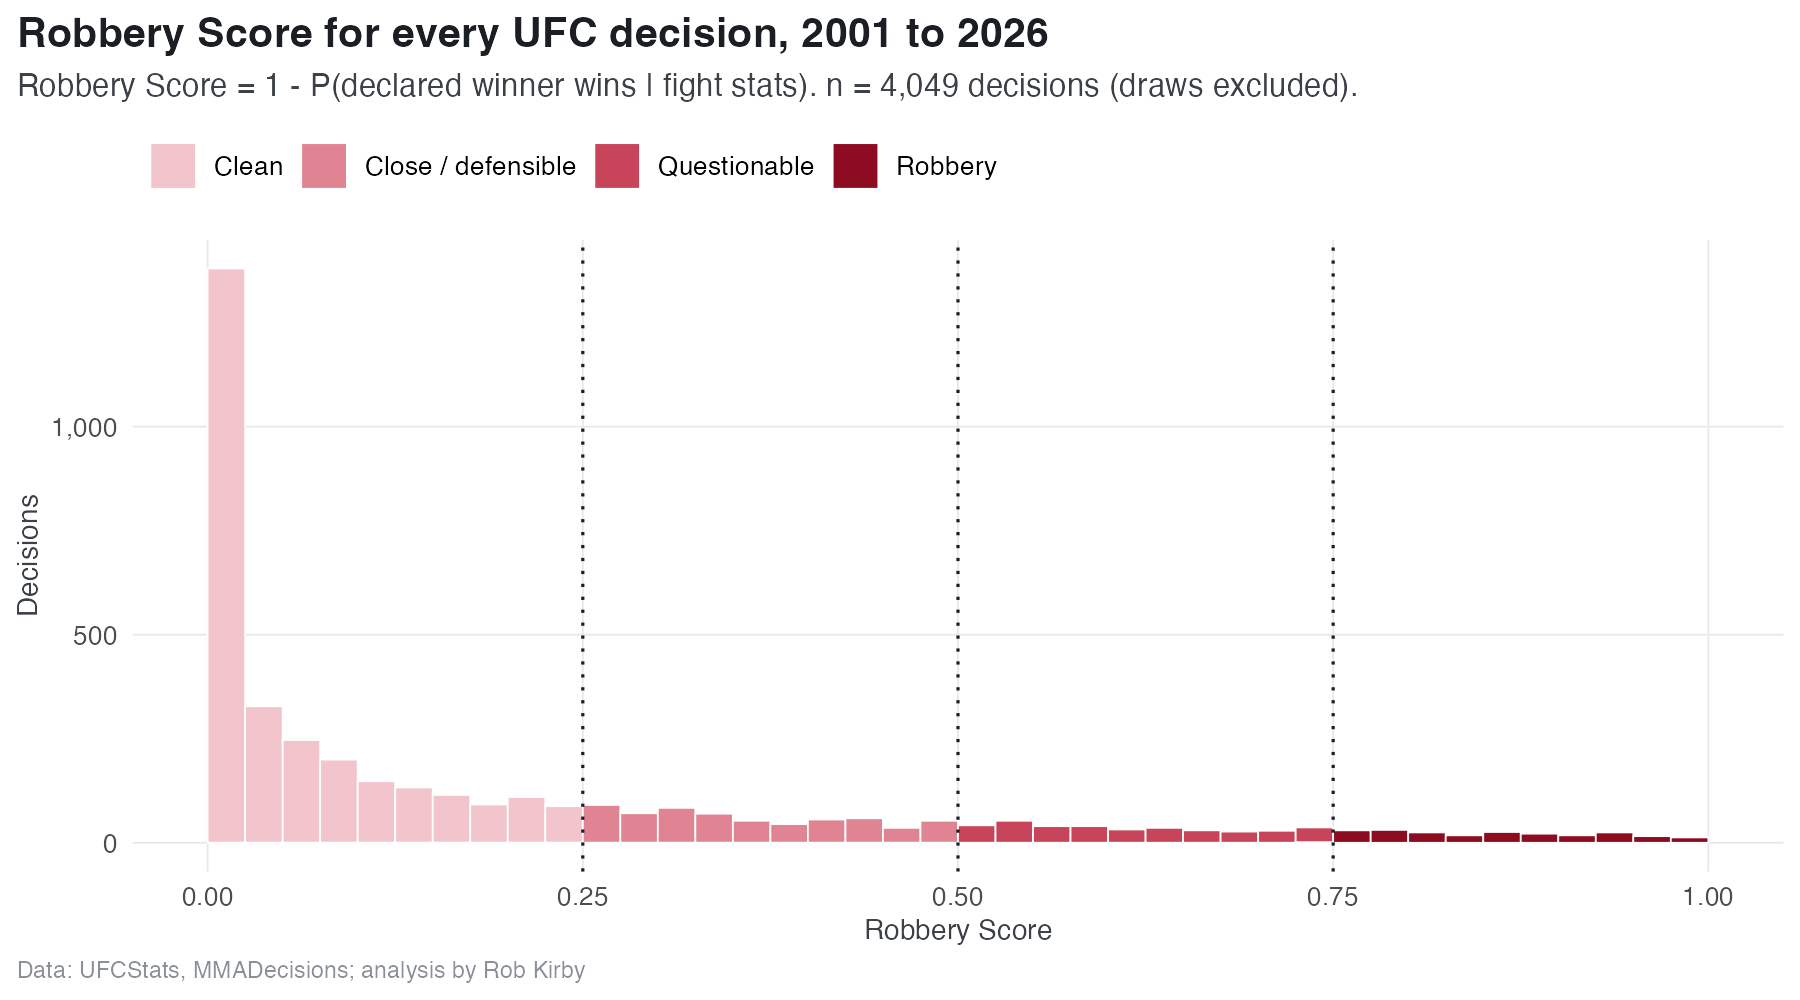 Robbery Score for every UFC decision, 2001 to 2026
Robbery Score = 1 - P(declared winner wins | fight stats). n = 4,049 decisions (draws excluded).
Clean Close / defensible Questionable Robbery
Decisions
1,000
500
0
0.00 0.25 0.50 0.75 1.00
Robbery Score
Data: UFCStats, MMADecisions; analysis by Rob Kirby